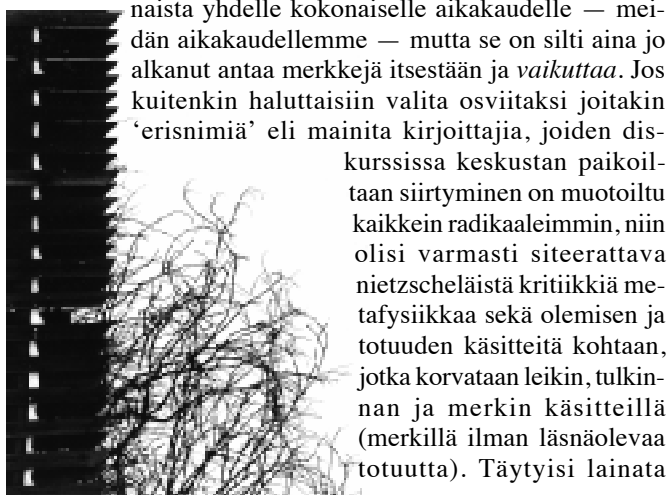 naista yhdelle kokonaiselle aikakaudelle — mei-
dän aikakaudellemme — mutta se on silti aina jo
alkanut antaa merkkejä itsestään ja vaikuttaa. Jos
kuitenkin haluttaisiin valita osviitaksi joitakin
‘erisnimiä’ eli mainita kirjoittajia, joiden dis-
kurssissa keskustan paikoil-
taan siirtyminen on muotoiltu
kaikkein radikaaleimmin, niin
olisi varmasti siteerattava
nietzscheläistä kritiikkiä me-
tafysiikkaa sekä olemisen ja
totuuden käsitteitä kohtaan,
jotka korvataan leikin, tulkin-
nan ja merkin käsitteillä
(merkillä ilman läsnäolevaa
totuutta). Täytyisi lainata